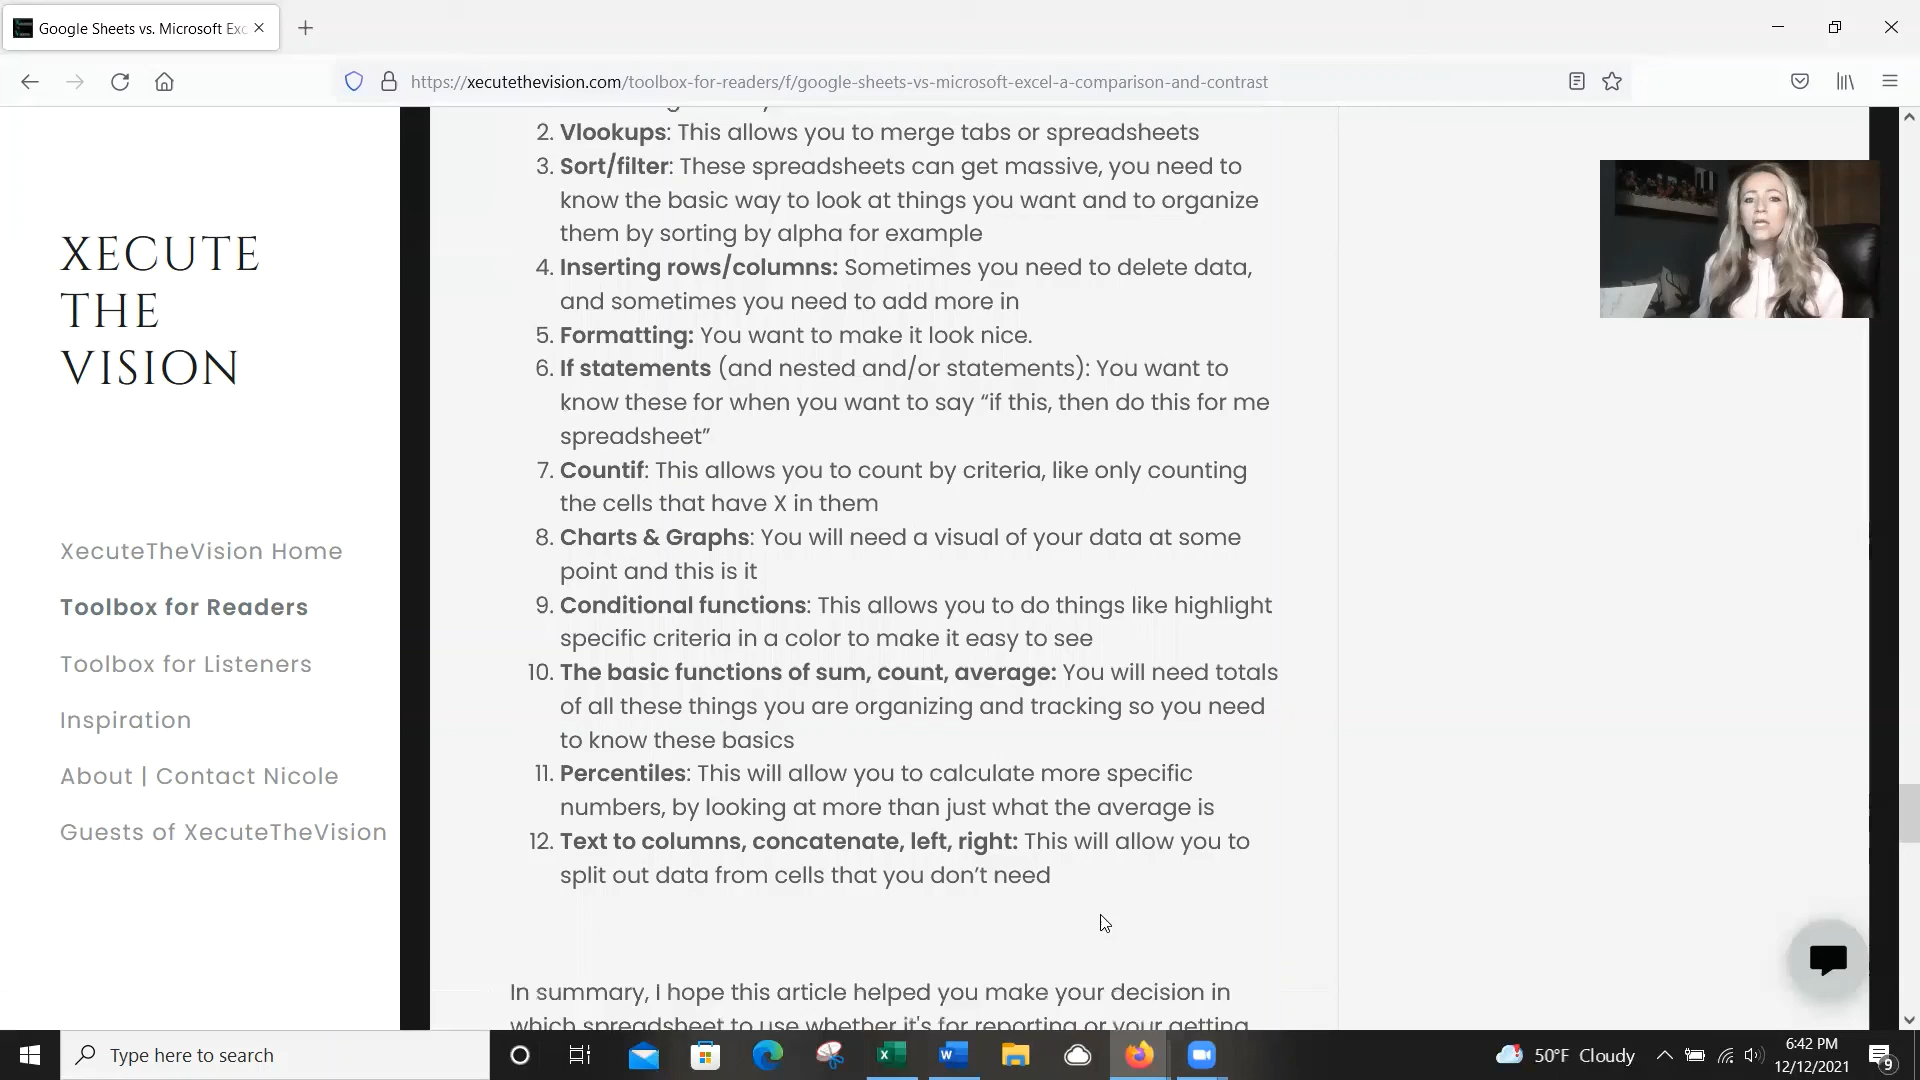 Google Sheets vs. Microsoft Exc
https://xecutethevision.com/toolbox-for-readers/f/google-sheets-vs-microsoft-excel-a-comparison-and-contrast
XECUTE
THE
VISION
XecuteTheVision Home
Toolbox for Readers
Toolbox for Listeners
Inspiration
About | Contact Nicole
Guests of XecuteTheVision
2. Vlookups: This allows you to merge tabs or spreadsheets
3. Sort/filter: These spreadsheets can get massive, you need to
know the basic way to look at things you want and to organize
them by sorting by alpha for example
4. Inserting rows/columns: Sometimes you need to delete data,
and sometimes you need to add more in
5. Formatting: You want to make it look nice.
6. If statements (and nested and/or statements): You want to
know these for when you want to say “if this, then do this for me
spreadsheet”
7. Countif: This allows you to count by criteria, like only counting
the cells that have X in them
8. Charts & Graphs: You will need a visual of your data at some
point and this is it
9. Conditional functions: This allows you to do things like highlight
specific criteria in a color to make it easy to see
10. The basic functions of sum, count, average: You will need totals
of all these things you are organizing and tracking so you need
to know these basics
11. Percentiles: This will allow you to calculate more specific
numbers, by looking at more than just what the average is
12. Text to columns, concatenate, left, right: This will allow you to
split out data from cells that you don’t need
In summary, I hope this article helped you make your decision in
which spreadsheet to use whether it's for reporting or your getting
Type here to search
50°F Cloudy
6:42 PM
12/12/2021
9